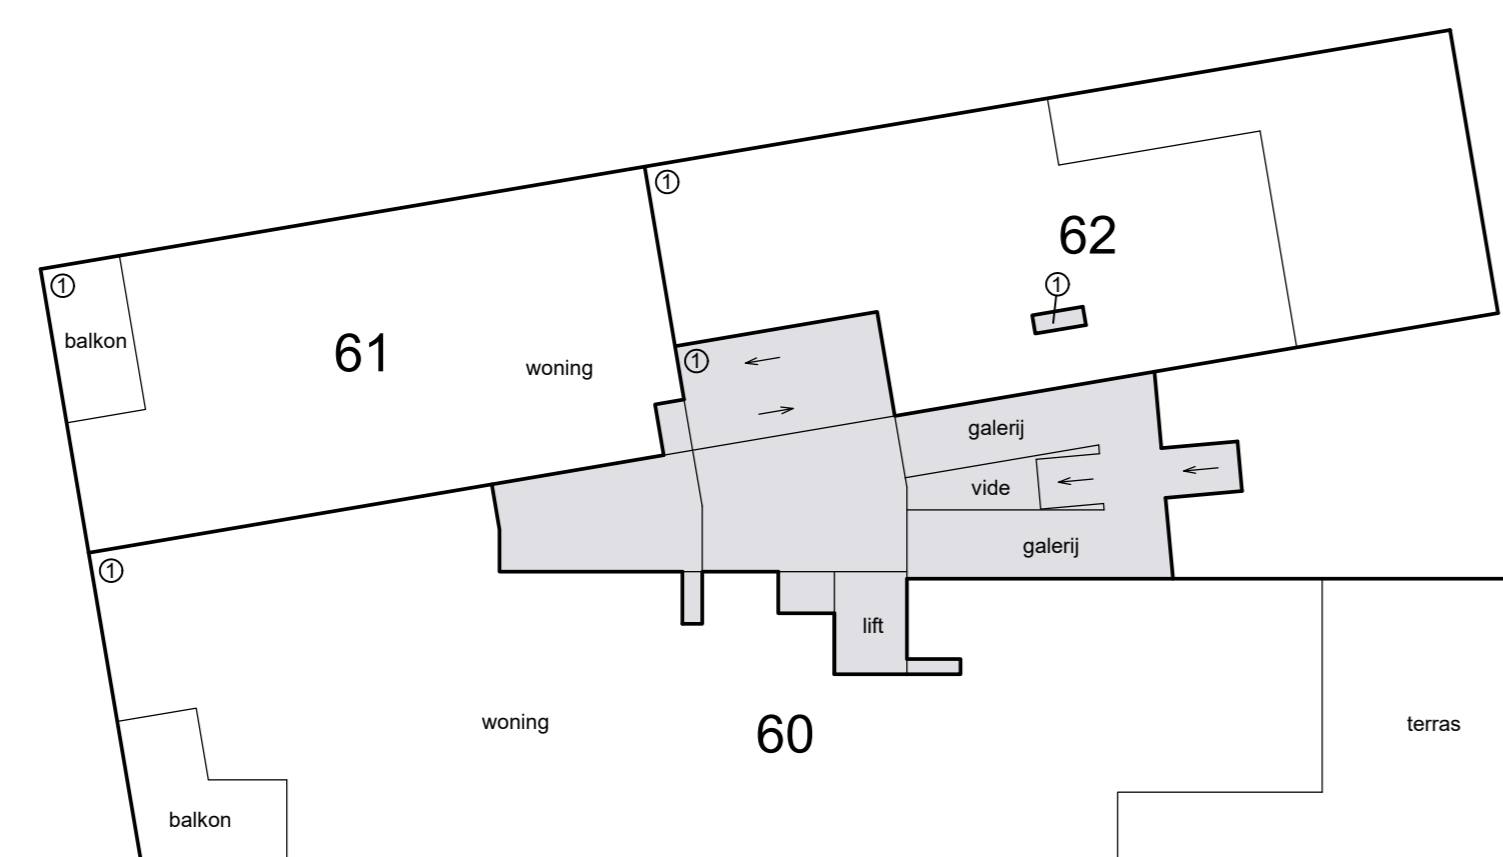 ①
62
①
①
balkon
61
woning
①
galerij
vide
galerij
①
lift
woning
60
terras
balkon